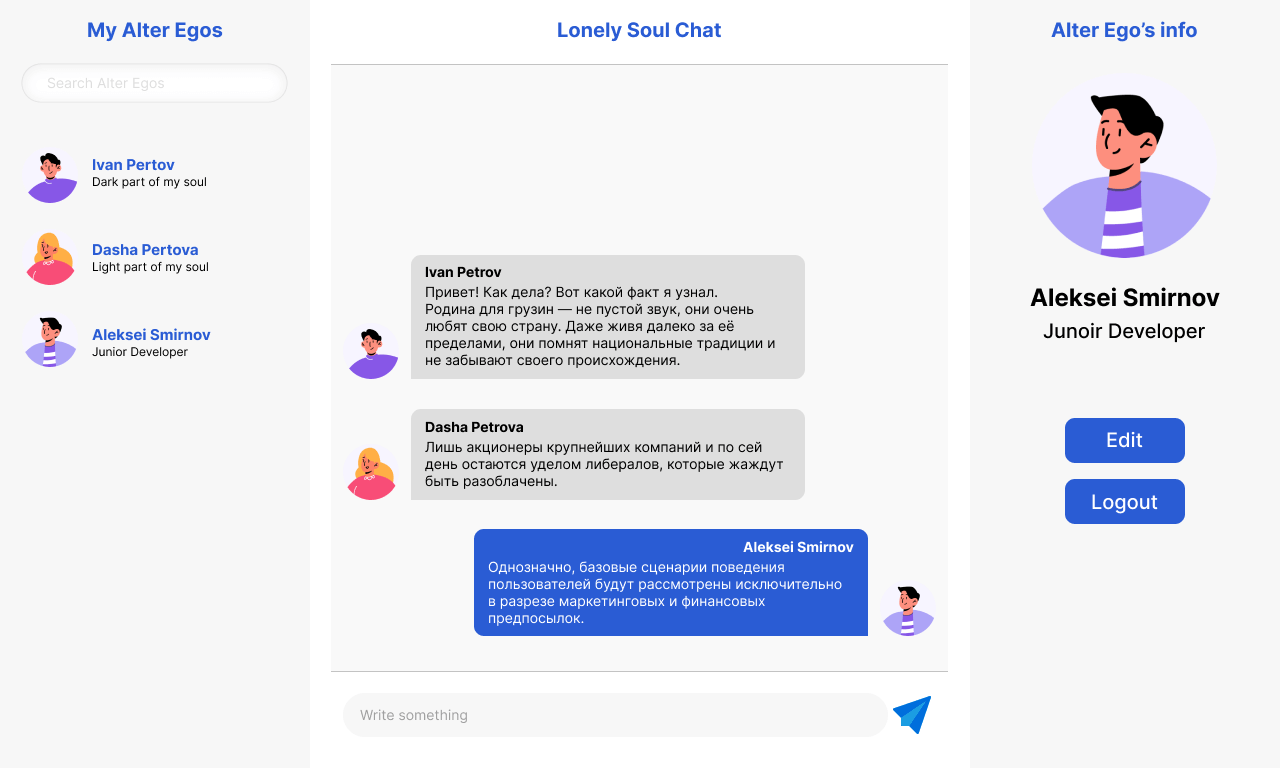 My Alter Egos
Search Alter Egos
Ivan Pertov
Dark part of my soul
Dasha Pertova
Light part of my soul
Aleksei Smirnov
Junior Developer
Lonely Soul Chat
Ivan Petrov
Привет! Как дела? Вот какой факт я узнал.
Родина для грузин — не пустой звук, они очень
любят свою страну. Даже живя далеко за её
пределами, они помнят национальные традиции и
не забывают своего происхождения.
Dasha Petrova
Лишь акционеры крупнейших компаний и по сей
день остаются уделом либералов, которые жаждут
быть разоблачены.
Aleksei Smirnov
Однозначно, базовые сценарии поведения
пользователей будут рассмотрены исключительно
в разрезе маркетинговых и финансовых
предпосылок.
Write something
Alter Ego’s info
Aleksei Smirnov
Junoir Developer
Edit
Logout